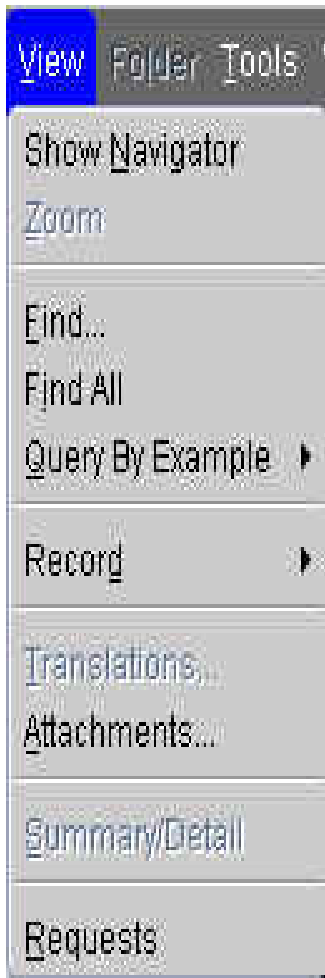 View Folder Tools
Show Navigator
Zoom
Find...
Find All
Query By Example
Record
Translations...
Attachments...
Summary/Detail
Requests